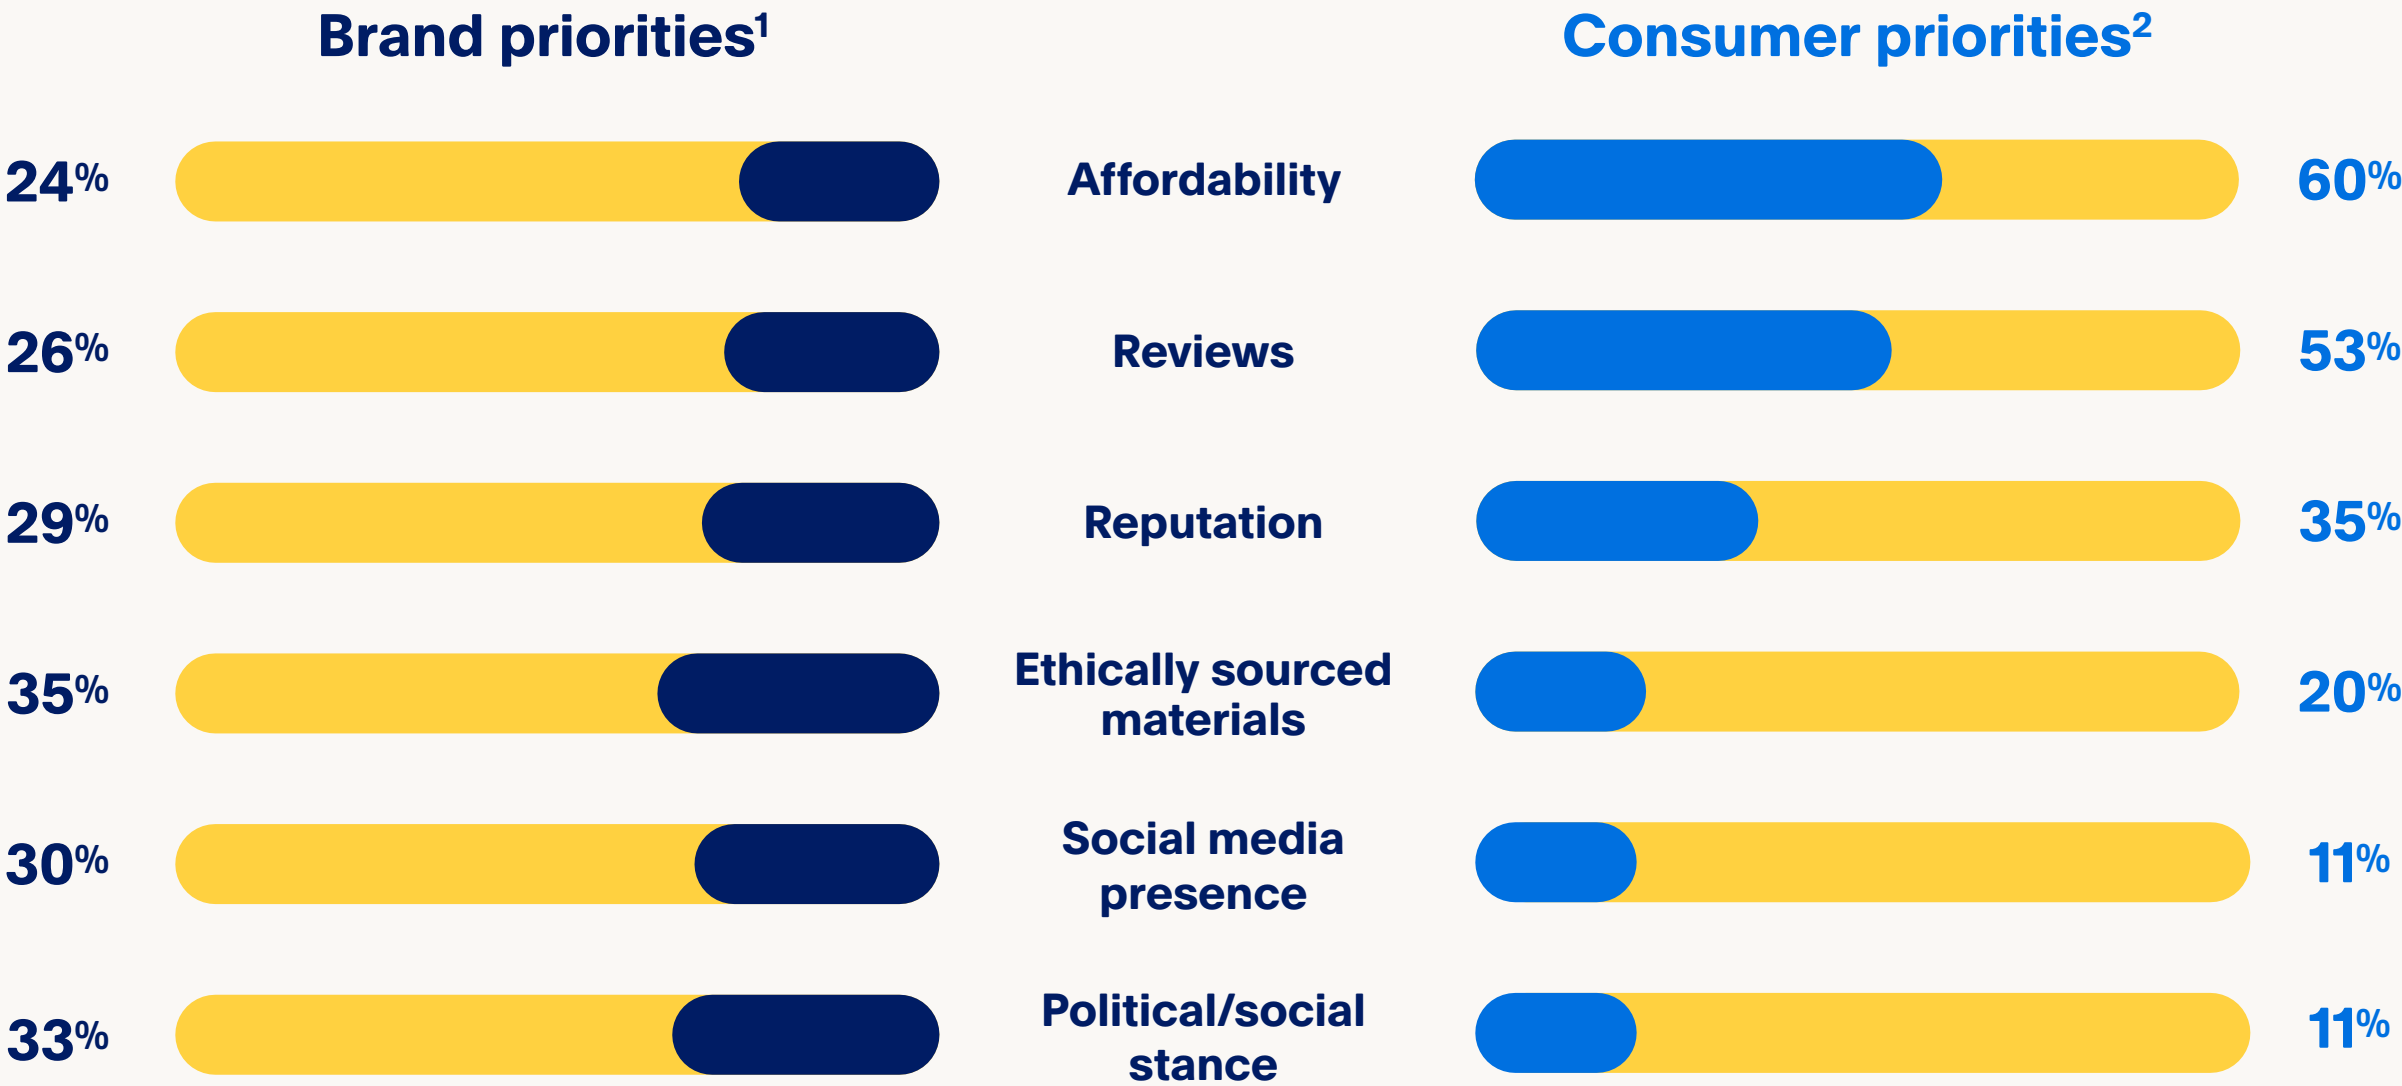 Brand priorities¹
Consumer priorities²
24%
Affordability
60%
26%
Reviews
53%
29%
Reputation
35%
35%
Ethically sourced
materials
20%
30%
Social media
presence
11%
33%
Political/social
stance
11%